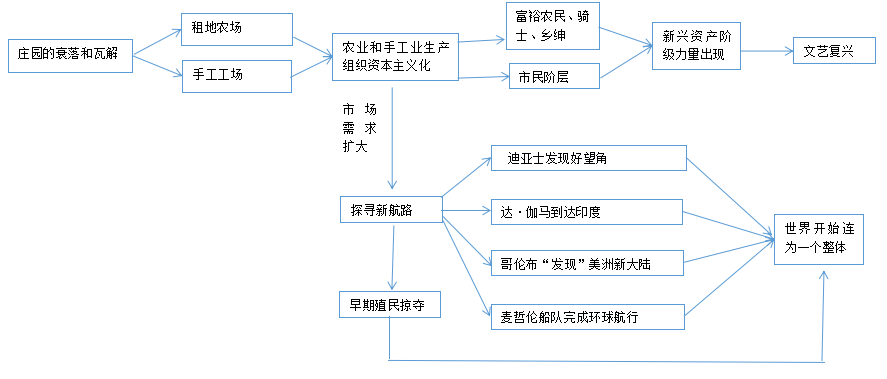 庄园的衰落和瓦解
租地农场
手工工场
农业和手工业生产
组织资本主义化
富裕农民、骑
士、乡绅
市民阶层
新兴资产阶
级力量出现
文艺复兴
市场
需求
扩大
探寻新航路
迪亚士发现好望角
达·伽马到达印度
哥伦布“发现”美洲新大陆
麦哲伦船队完成环球航行
世界开始连
为一个整体
早期殖民掠夺